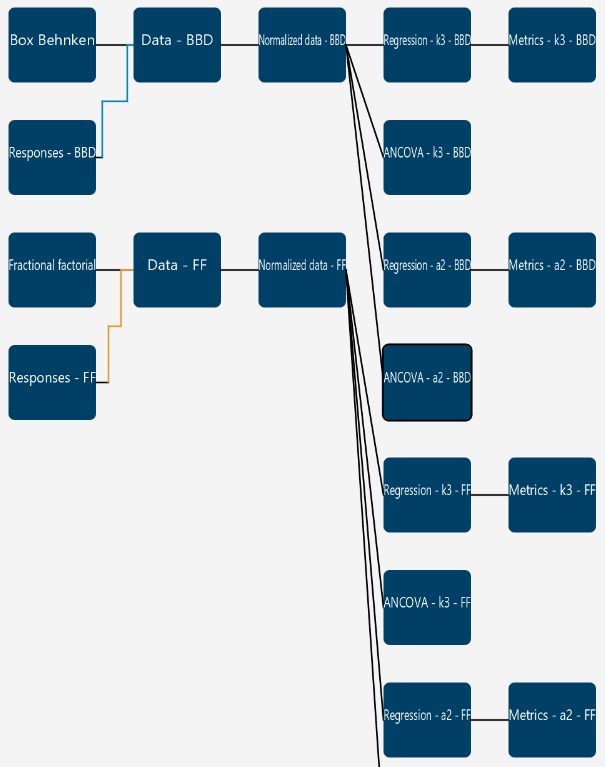 Box Behnken
Data - BBD
Normalized data - BBD
Regression - k3 - BBD
Metrics - k3 - BBD
Responses - BBD
ANCOVA - k3 - BBD
Fractional factorial
Data - FF
Normalized data - FF
Regression - a2 - BBD
Metrics - a2 - BBD
Responses - FF
ANCOVA - a2 - BBD
Regression - k3 - FF
Metrics - k3 - FF
ANCOVA - k3 - FF
Regression - a2 - FF
Metrics - a2 - FF